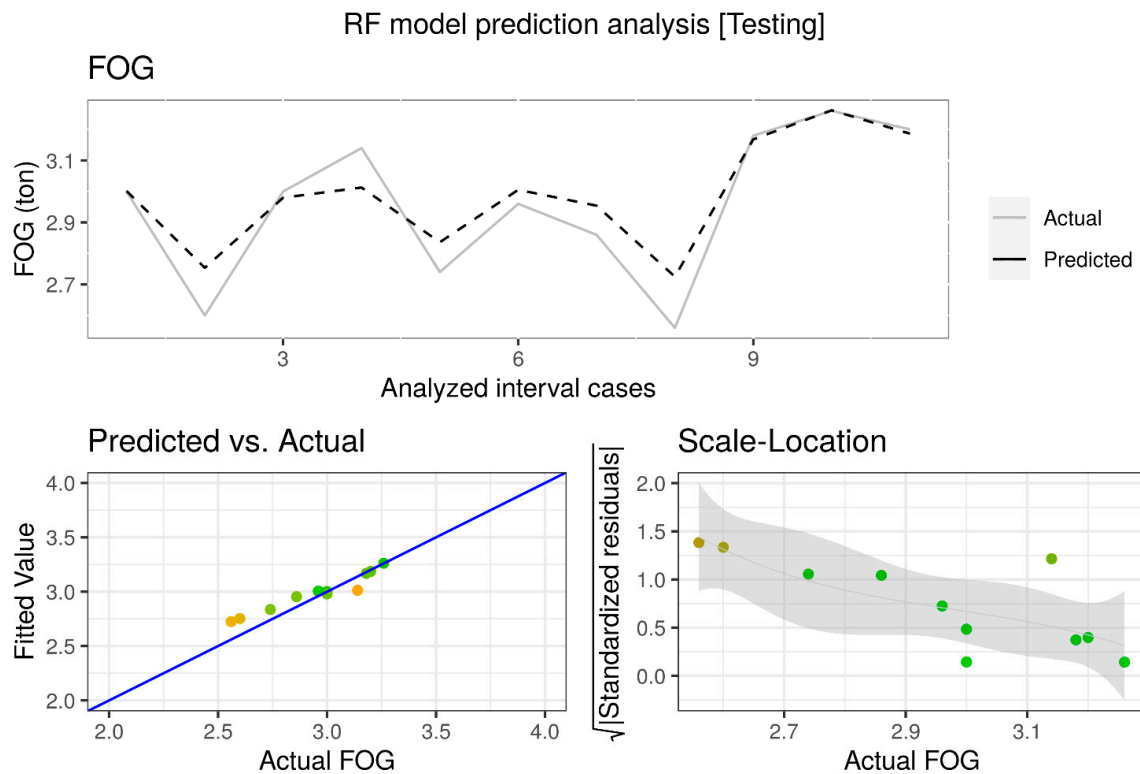 RF model prediction analysis [Testing]
FOG
FOG (ton)
3.1
2.9
2.7
3
6
9
Analyzed interval cases
Actual
Predicted
Predicted vs. Actual
Fitted Value
4.0
3.5
3.0
2.5
2.0
2.0
2.5
3.0
3.5
4.0
Actual FOG
Scale-Location
√|Standardized residuals|
2.0
1.5
1.0
0.5
0.0
2.7
2.9
3.1
Actual FOG